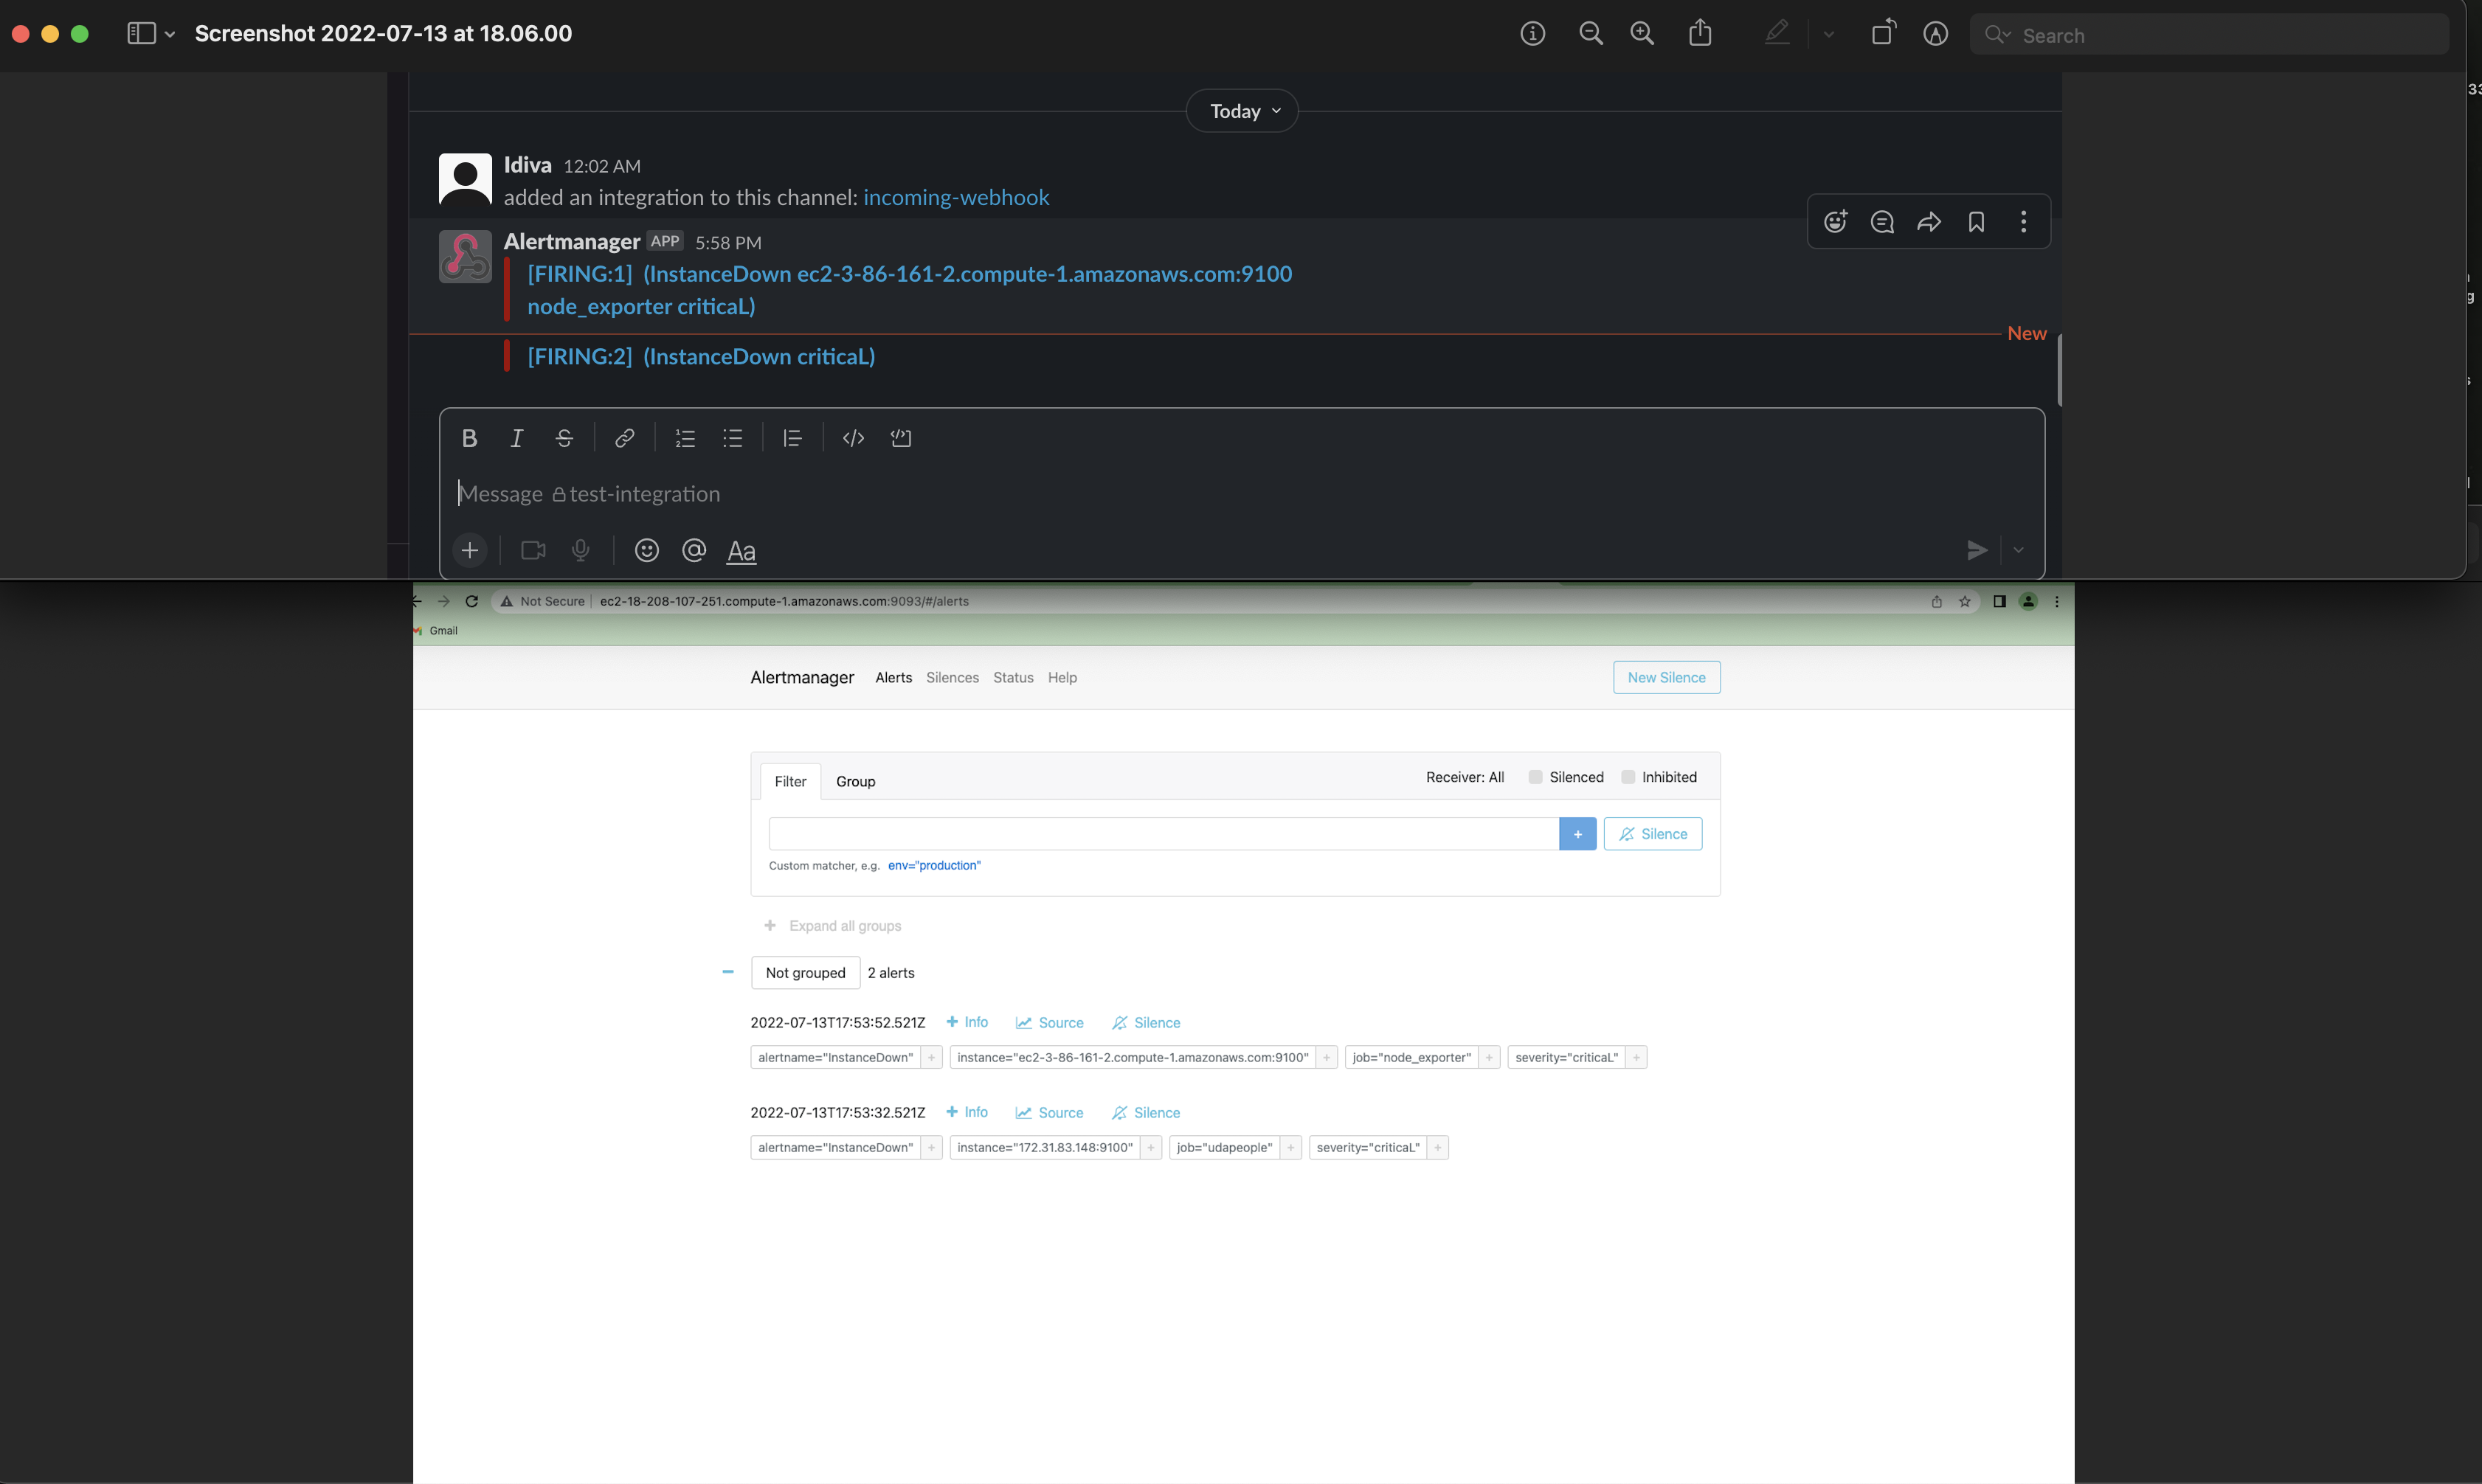 Screenshot 2022-07-13 at 18.06.00
Search
Today
Idiva 12:02 AM
added an integration to this channel: incoming-webhook
Alertmanager APP 5:58 PM
[FIRING:1] (InstanceDown ec2-3-86-161-2.compute-1.amazonaws.com:9100
node_exporter criticaL)
New
[FIRING:2] (InstanceDown criticaL)
Message test-integration
Aa
Not Secure ec2-18-208-107-251.compute-1.amazonaws.com:9093/#/alerts
Gmail
Alertmanager Alerts Silences Status Help New Silence
Filter Group Receiver: All Silenced Inhibited
+ Silence
Custom matcher, e.g. env="production"
+ Expand all groups
− Not grouped 2 alerts
2022-07-13T17:53:52.521Z + Info Source Silence
alertname="InstanceDown" + instance="ec2-3-86-161-2.compute-1.amazonaws.com:9100" + job="node_exporter" + severity="criticaL" +
2022-07-13T17:53:32.521Z + Info Source Silence
alertname="InstanceDown" + instance="172.31.83.148:9100" + job="udapeople" + severity="criticaL" +